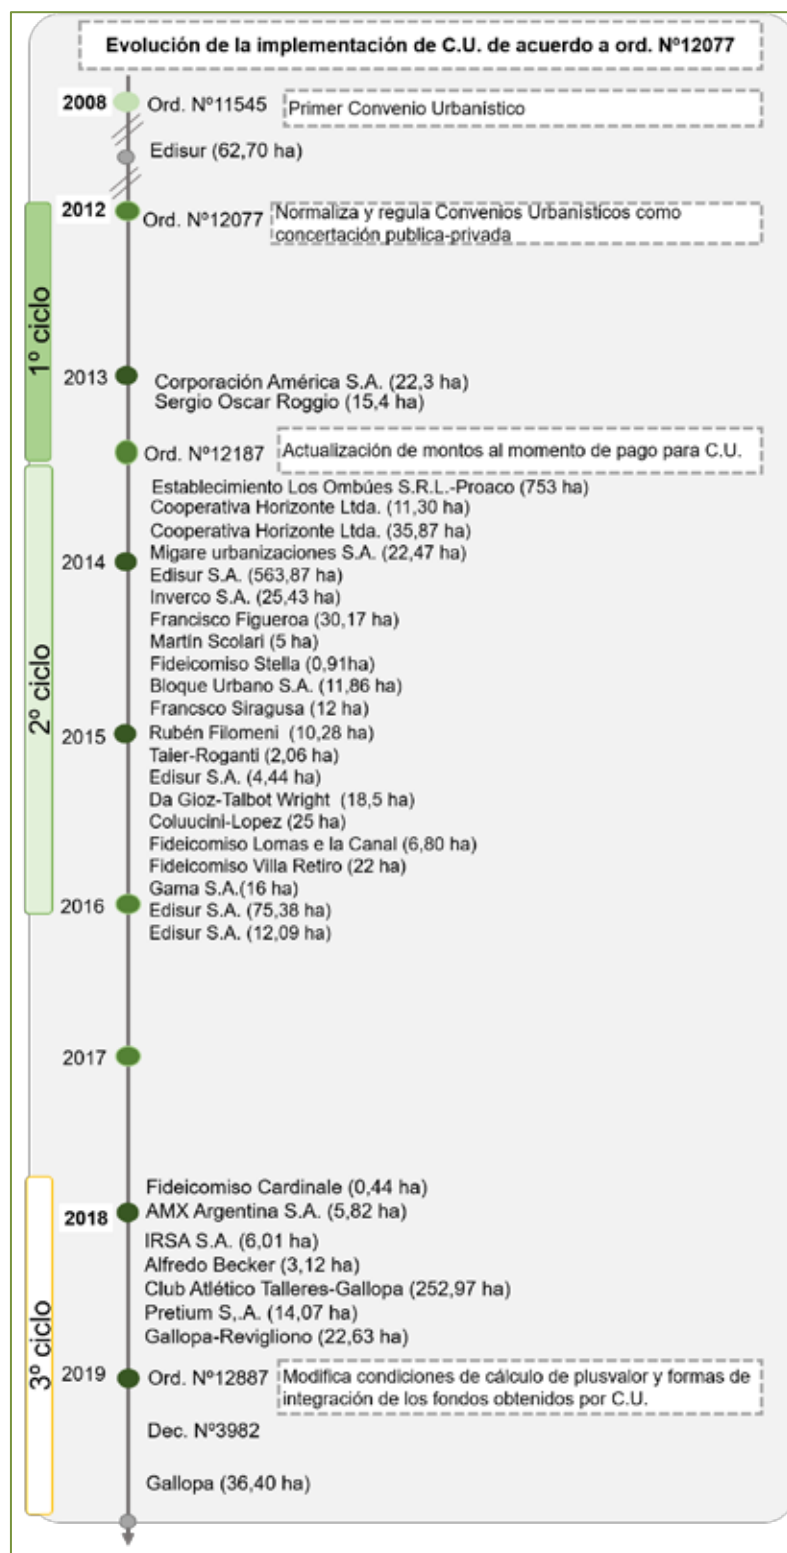 Evolución de la implementación de C.U. de acuerdo a ord. Nº12077
2008
Ord. Nº11545
Primer Convenio Urbanístico
Edisur (62,70 ha)
2012
Ord. Nº12077
Normaliza y regula Convenios Urbanísticos como
concertación publica-privada
1º ciclo
2013
Corporación América S.A. (22,3 ha)
Sergio Oscar Roggio (15,4 ha)
Ord. Nº12187
Actualización de montos al momento de pago para C.U.
2º ciclo
Establecimiento Los Ombúes S.R.L.-Proaco (753 ha)
Cooperativa Horizonte Ltda. (11,30 ha)
Cooperativa Horizonte Ltda. (35,87 ha)
2014
Migare urbanizaciones S.A. (22,47 ha)
Edisur S.A. (563,87 ha)
Inverco S.A. (25,43 ha)
Francisco Figueroa (30,17 ha)
Martín Scolari (5 ha)
Fideicomiso Stella (0,91ha)
Bloque Urbano S.A. (11,86 ha)
Francsco Siragusa (12 ha)
2015
Rubén Filomeni (10,28 ha)
Taier-Roganti (2,06 ha)
Edisur S.A. (4,44 ha)
Da Gioz-Talbot Wright (18,5 ha)
Coluucini-Lopez (25 ha)
Fideicomiso Lomas e la Canal (6,80 ha)
Fideicomiso Villa Retiro (22 ha)
Gama S.A.(16 ha)
2016
Edisur S.A. (75,38 ha)
Edisur S.A. (12,09 ha)
2017
3º ciclo
Fideicomiso Cardinale (0,44 ha)
2018
AMX Argentina S.A. (5,82 ha)
IRSA S.A. (6,01 ha)
Alfredo Becker (3,12 ha)
Club Atlético Talleres-Gallopa (252,97 ha)
Pretium S,.A. (14,07 ha)
Gallopa-Revigliono (22,63 ha)
2019
Ord. Nº12887
Modifica condiciones de cálculo de plusvalor y formas de
integración de los fondos obtenidos por C.U.
Dec. Nº3982
Gallopa (36,40 ha)